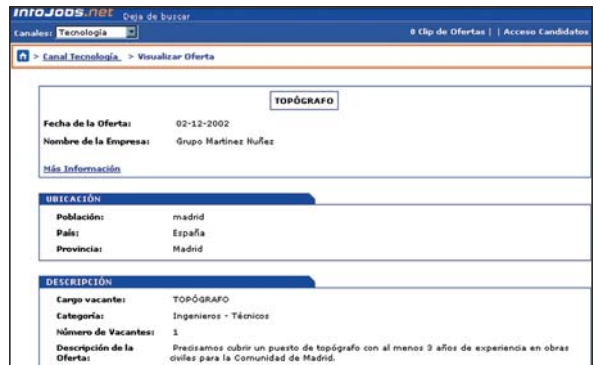 InfoJobs.net Deja de buscar
Canales: Tecnología 0 Clip de Ofertas | | Acceso Candidatos
> Canal Tecnología > Visualizar Oferta
TOPÓGRAFO
Fecha de la Oferta: 02-12-2002
Nombre de la Empresa: Grupo Martinez Nuñez
Más Información
UBICACIÓN
Población: madrid
País: España
Provincia: Madrid
DESCRIPCIÓN
Cargo vacante: TOPÓGRAFO
Categoría: Ingenieros - Técnicos
Número de Vacantes: 1
Descripción de la Precisamos cubrir un puesto de topógrafo con al menos 3 años de experiencia en obras
Oferta: civiles para la Comunidad de Madrid.